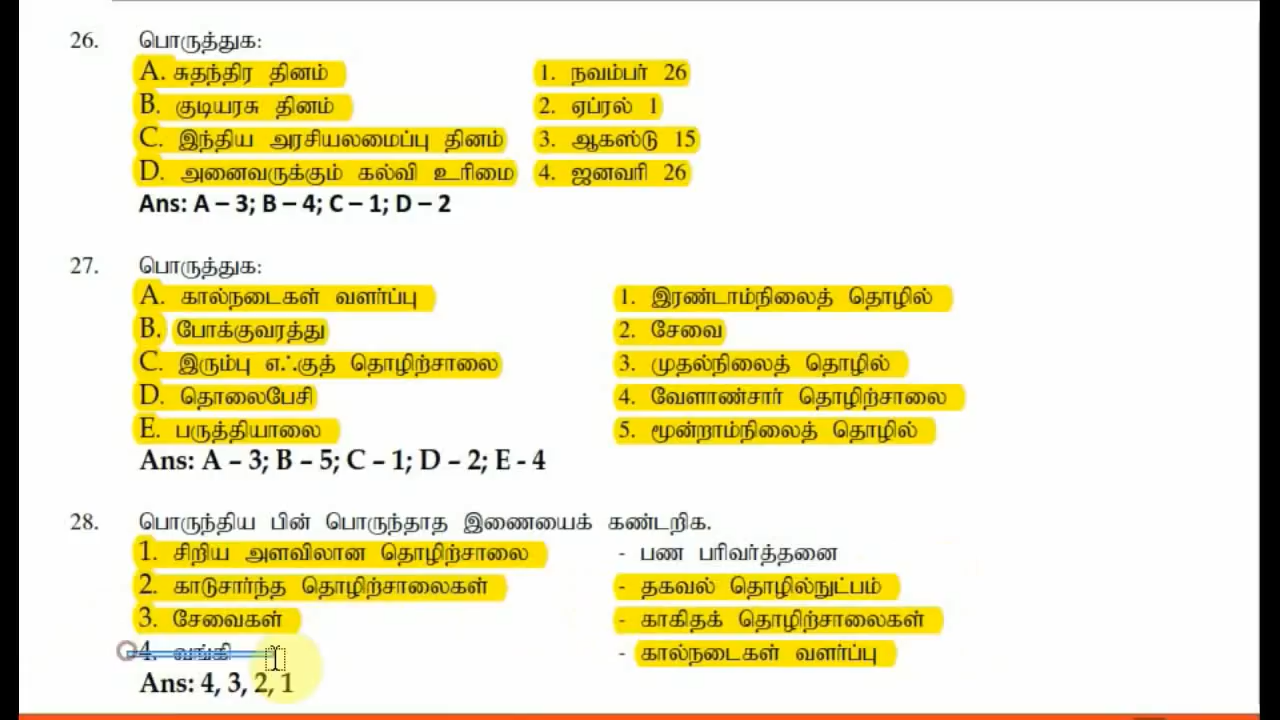 26. பொருத்துக:
A. சுதந்திர தினம் 1. நவம்பர் 26
B. குடியரசு தினம் 2. ஏப்ரல் 1
C. இந்திய அரசியலமைப்பு தினம் 3. ஆகஸ்டு 15
D. அனைவருக்கும் கல்வி உரிமை 4. ஜனவரி 26
Ans: A – 3; B – 4; C – 1; D – 2
27. பொருத்துக:
A. கால்நடைகள் வளர்ப்பு 1. இரண்டாம்நிலைத் தொழில்
B. போக்குவரத்து 2. சேவை
C. இரும்பு எஃகுத் தொழிற்சாலை 3. முதல்நிலைத் தொழில்
D. தொலைபேசி 4. வேளாண்சார் தொழிற்சாலை
E. பருத்தியாலை 5. மூன்றாம்நிலைத் தொழில்
Ans: A – 3; B – 5; C – 1; D – 2; E - 4
28. பொருந்திய பின் பொருந்தாத இணையைக் கண்டறிக.
1. சிறிய அளவிலான தொழிற்சாலை - பண பரிவர்த்தனை
2. காடுசார்ந்த தொழிற்சாலைகள் - தகவல் தொழில்நுட்பம்
3. சேவைகள் - காகிதக் தொழிற்சாலைகள்
4. வங்கி - கால்நடைகள் வளர்ப்பு
Ans: 4, 3, 2, 1